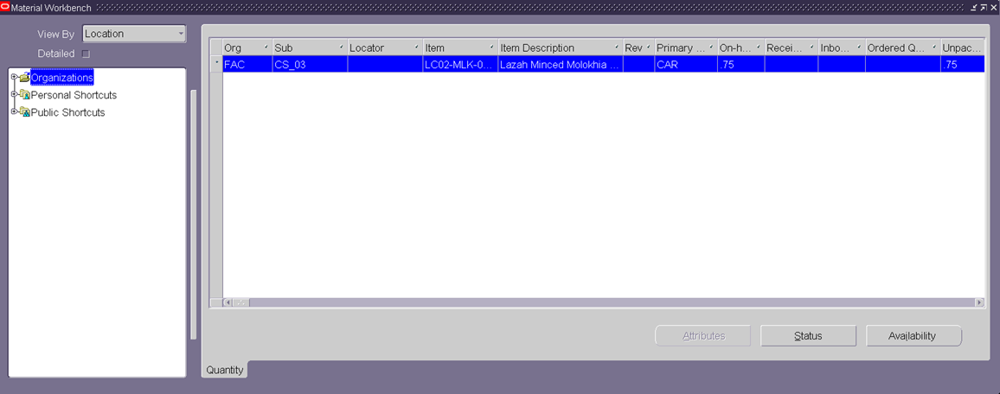 Material Workbench
View By Location
Detailed
Organizations
Personal Shortcuts
Public Shortcuts
Org Sub Locator Item Item Description Rev Primary ... On-h... Recei... Inbo... Ordered Q... Unpac...
* FAC CS_03 LC02-MLK-0... Lazah Minced Molokhia ... CAR .75 .75
Attributes Status Availability
Quantity